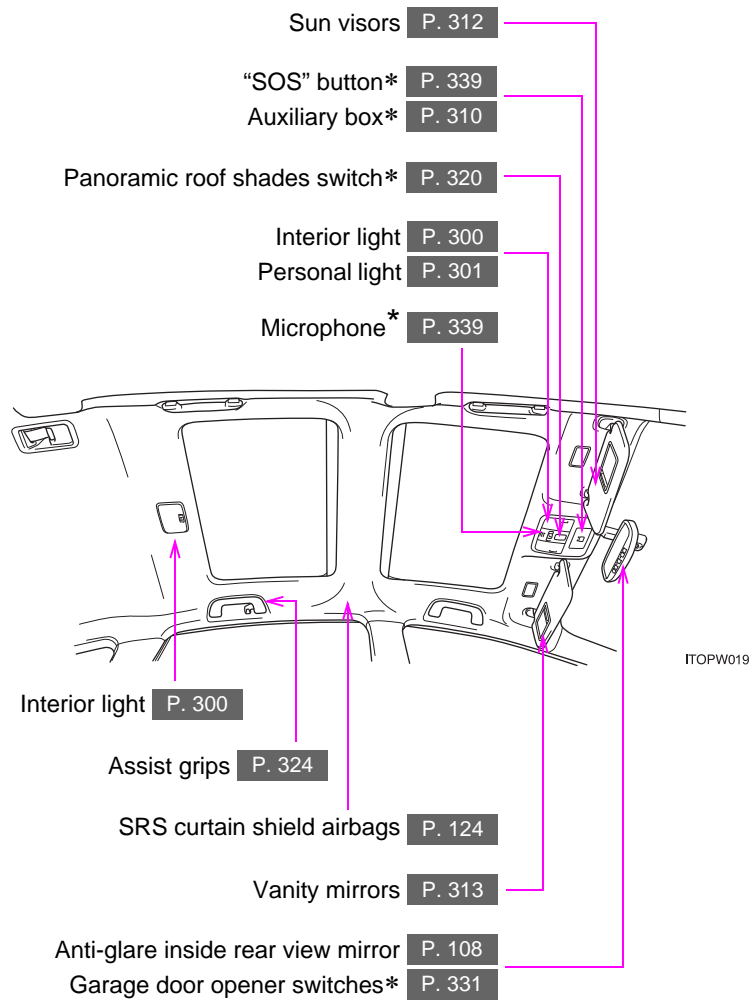 Sun visors P. 312
“SOS” button* P. 339
Auxiliary box* P. 310
Panoramic roof shades switch* P. 320
Interior light P. 300
Personal light P. 301
Microphone* P. 339
ITOPW019
Interior light P. 300
Assist grips P. 324
SRS curtain shield airbags P. 124
Vanity mirrors P. 313
Anti-glare inside rear view mirror P. 108
Garage door opener switches* P. 331